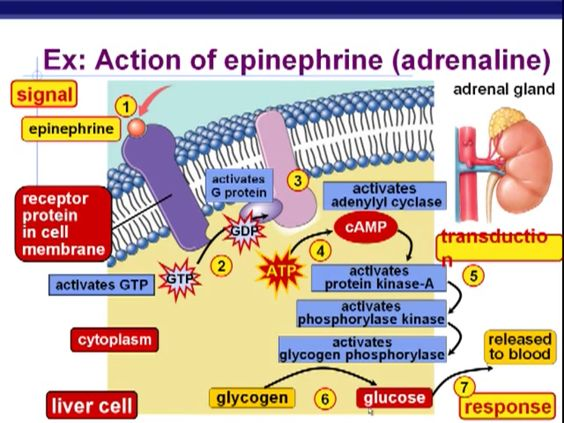 Ex: Action of epinephrine (adrenaline)
signal
1
adrenal gland
epinephrine
activates
G protein
3
activates
adenylyl cyclase
receptor
protein
in cell
membrane
GDP
cAMP
transductio
n
4
2
activates GTP
GTP
ATP
activates
protein kinase-A
5
activates
phosphorylase kinase
cytoplasm
activates
glycogen phosphorylase
released
to blood
7
glycogen
6
glucose
liver cell
response